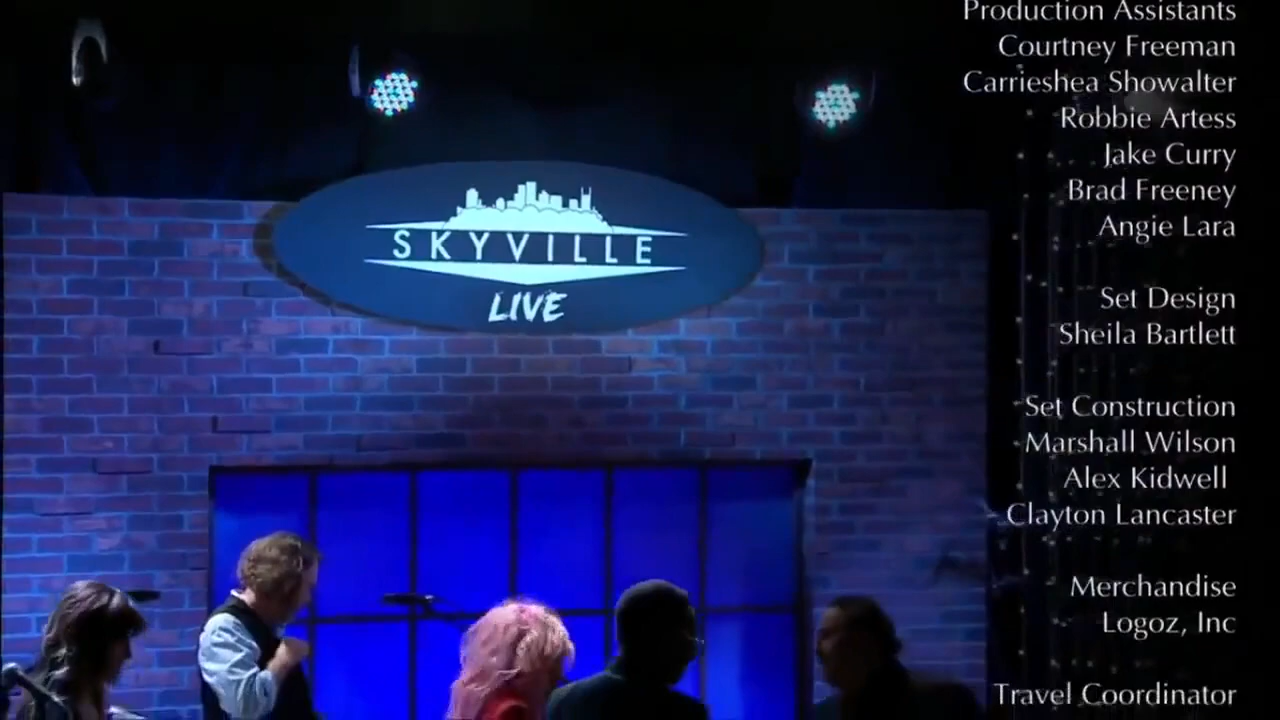 SKYVILLE
LIVE
Production Assistants
Courtney Freeman
Carrieshea Showalter
Robbie Artess
Jake Curry
Brad Freeney
Angie Lara
Set Design
Sheila Bartlett
Set Construction
Marshall Wilson
Alex Kidwell
Clayton Lancaster
Merchandise
Logoz, Inc
Travel Coordinator